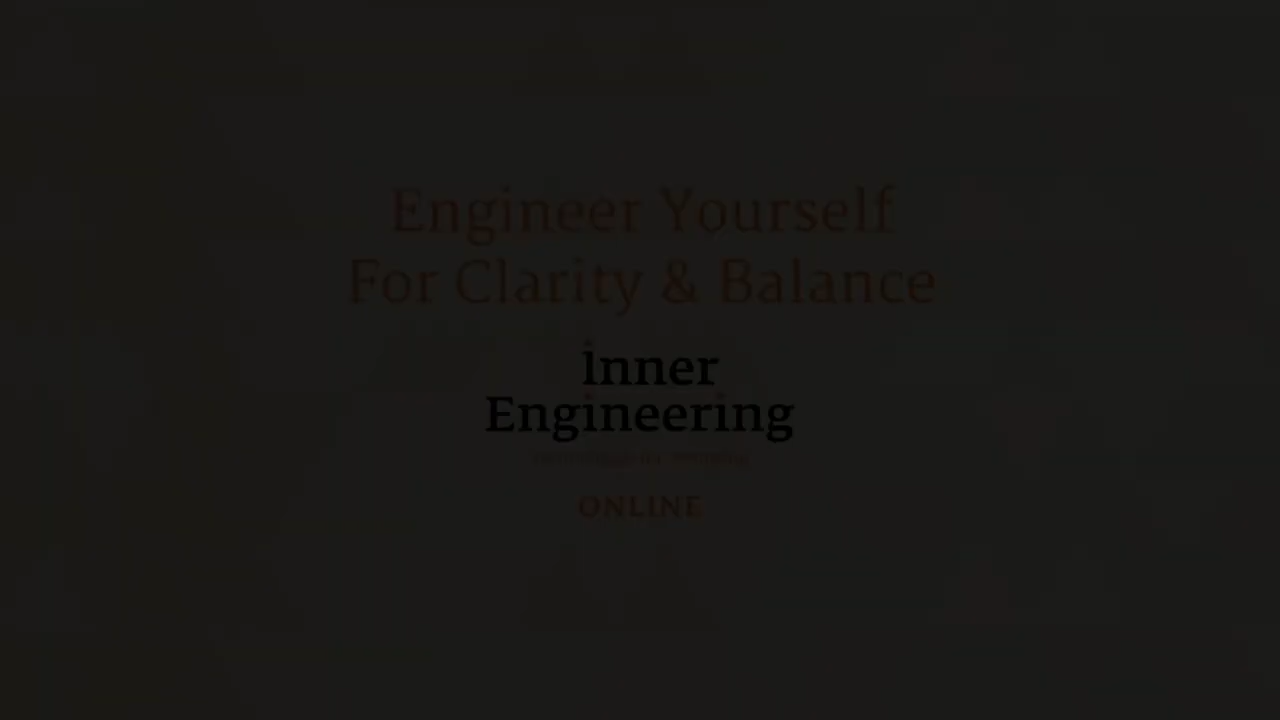 Engineer Yourself
For Clarity & Balance
inner
Engineering
ONLINE